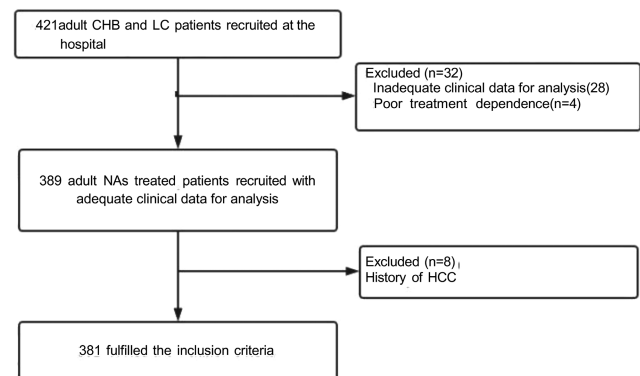 421adult CHB and LC patients recruited at the
hospital
Excluded (n=32)
Inadequate clinical data for analysis(28)
Poor treatment dependence(n=4)
389 adult NAs treated patients recruited with
adequate clinical data for analysis
Excluded (n=8)
History of HCC
381 fulfilled the inclusion criteria